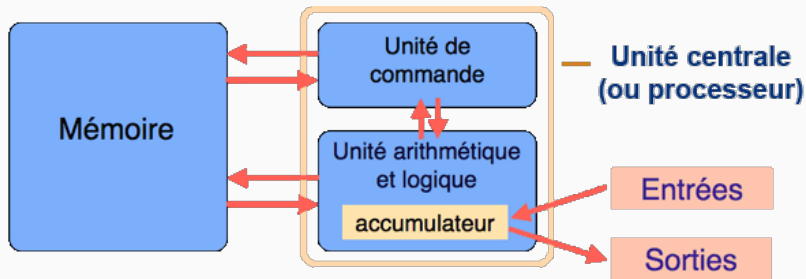 Mémoire
Unité de
commande
Unité arithmétique
et logique
accumulateur
Unité centrale
(ou processeur)
Entrées
Sorties